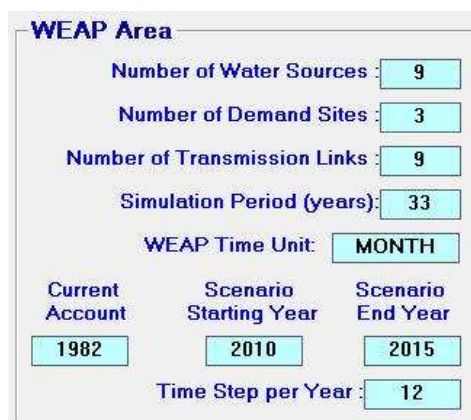 WEAP Area
Number of Water Sources : 9
Number of Demand Sites : 3
Number of Transmission Links : 9
Simulation Period (years): 33
WEAP Time Unit: MONTH
Current Scenario Scenario
Account Starting Year End Year
1982 2010 2015
Time Step per Year : 12